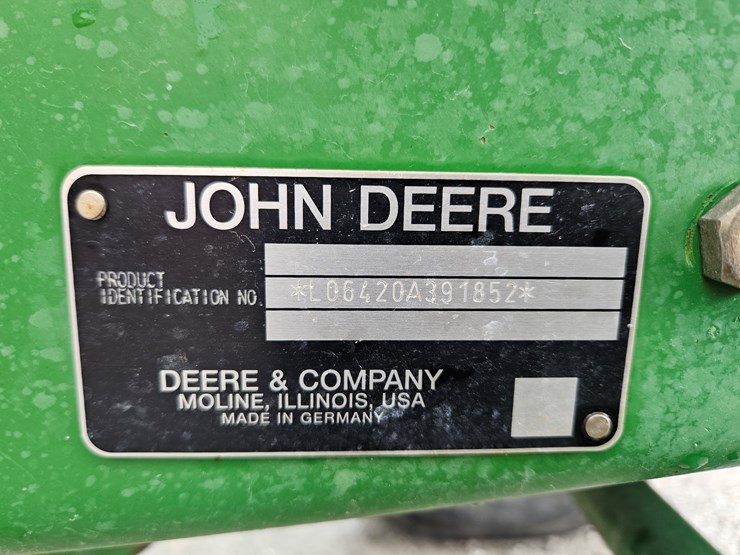 JOHN DEERE
PRODUCT
IDENTIFICATION NO. *L06420A391852*
DEERE & COMPANY
MOLINE, ILLINOIS, USA
MADE IN GERMANY